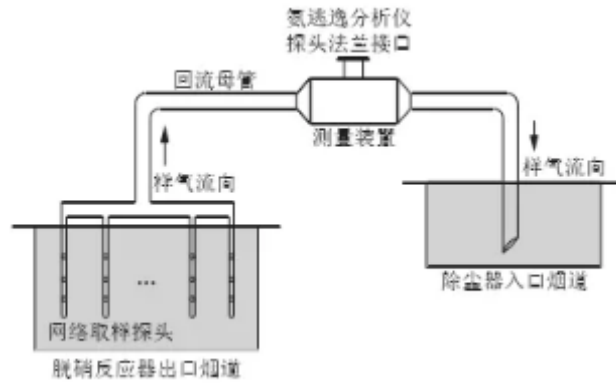 氨逃逸分析仪
探头法兰接口
回流母管
测量装置
样气流向
样气流向
网络取样探头
...
除尘器入口烟道
脱硝反应器出口烟道